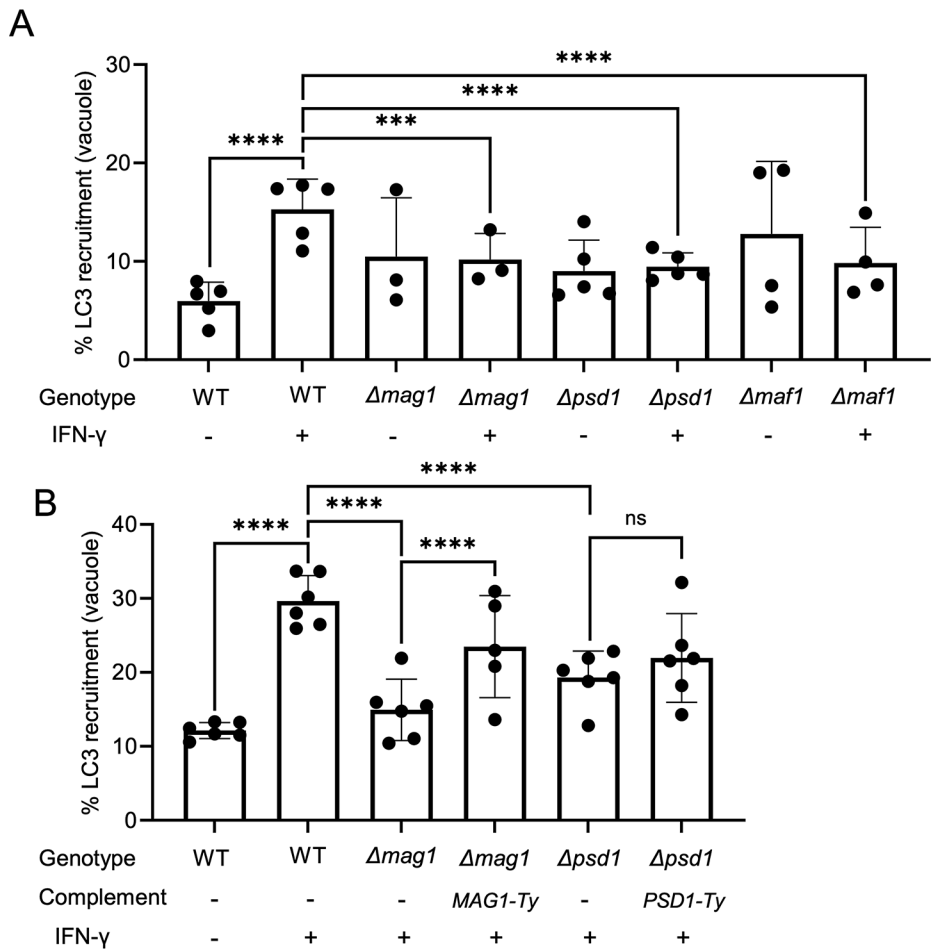 A
% LC3 recruitment (vacuole)
30
20
10
0
****
****
***
****
Genotype WT WT Δmag1 Δmag1 Δpsd1 Δpsd1 Δmaf1 Δmaf1
IFN-γ - + - + - + - +
B
% LC3 recruitment (vacuole)
40
30
20
10
0
****
****
****
****
ns
Genotype WT WT Δmag1 Δmag1 Δpsd1 Δpsd1
Complement - - - MAG1-Ty - PSD1-Ty
IFN-γ - + + + + +